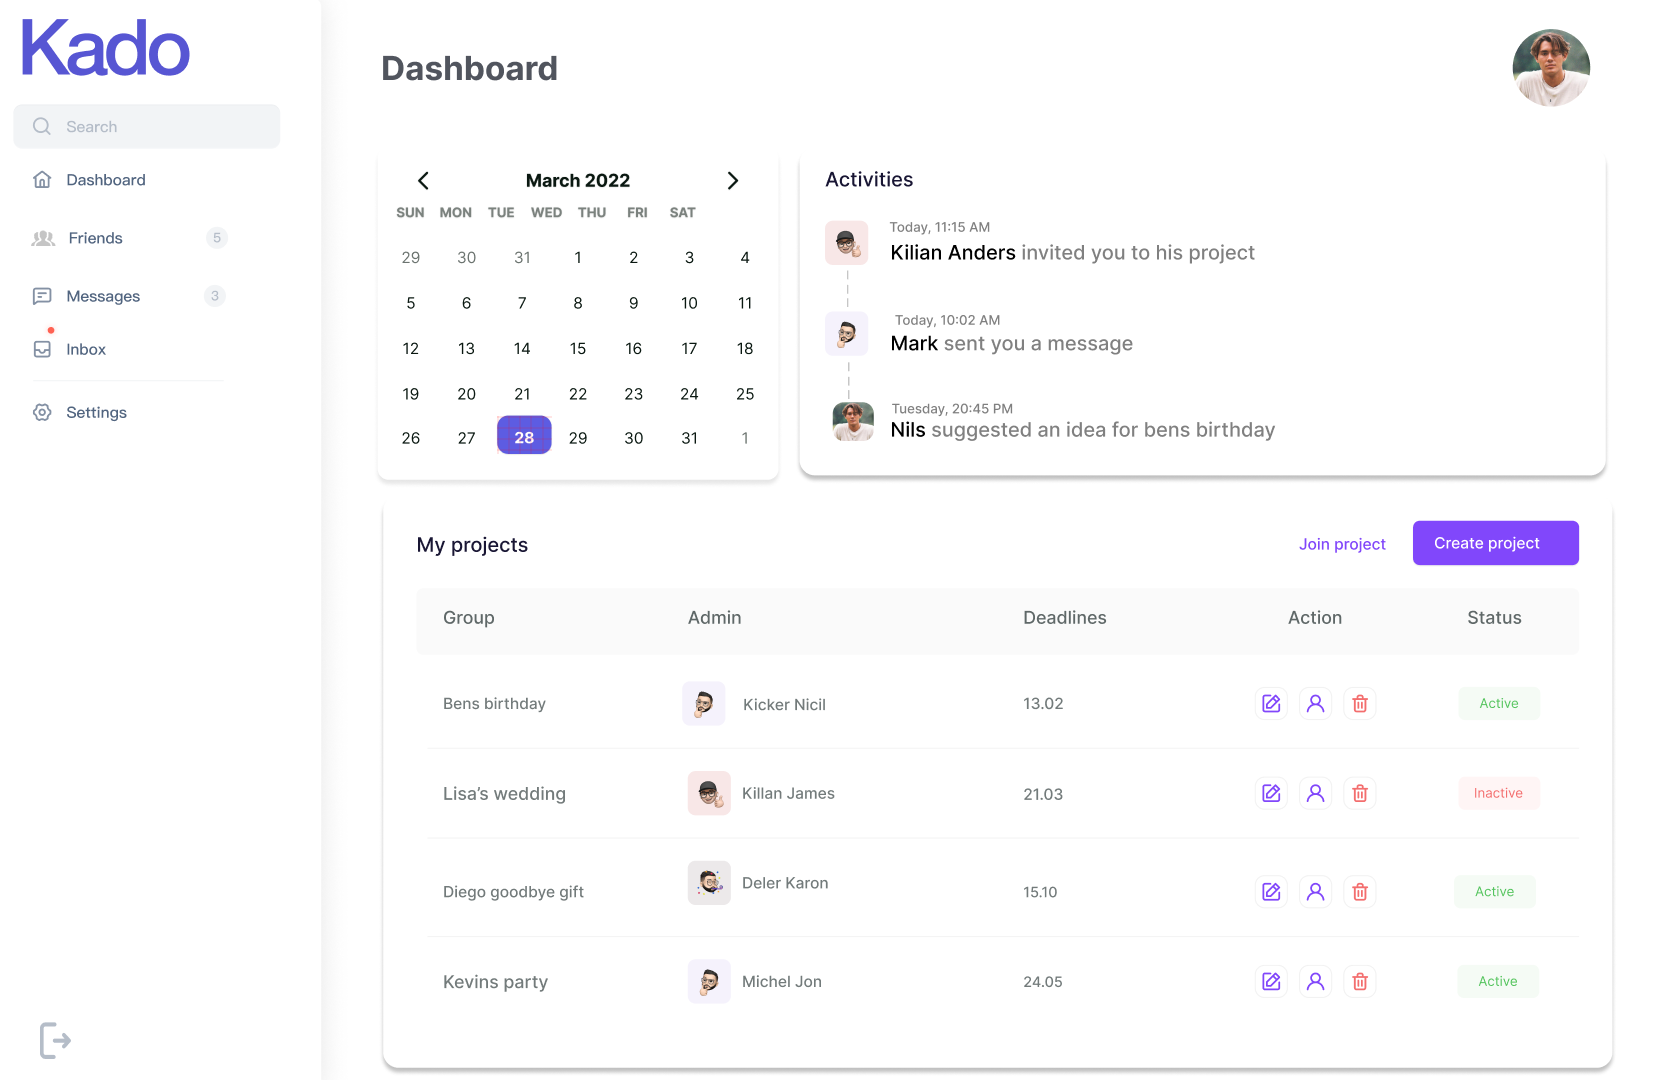 Kado
Search
Dashboard
Friends 5
Messages 3
Inbox
Settings
Dashboard
March 2022
SUN MON TUE WED THU FRI SAT
29 30 31 1 2 3 4
5 6 7 8 9 10 11
12 13 14 15 16 17 18
19 20 21 22 23 24 25
26 27 28 29 30 31 1
Activities
Today, 11:15 AM
Kilian Anders invited you to his project
Today, 10:02 AM
Mark sent you a message
Tuesday, 20:45 PM
Nils suggested an idea for bens birthday
My projects
Join project
Create project
Group Admin Deadlines Action Status
Bens birthday Kicker Nicil 13.02 Active
Lisa’s wedding Killan James 21.03 Inactive
Diego goodbye gift Deler Karon 15.10 Active
Kevins party Michel Jon 24.05 Active